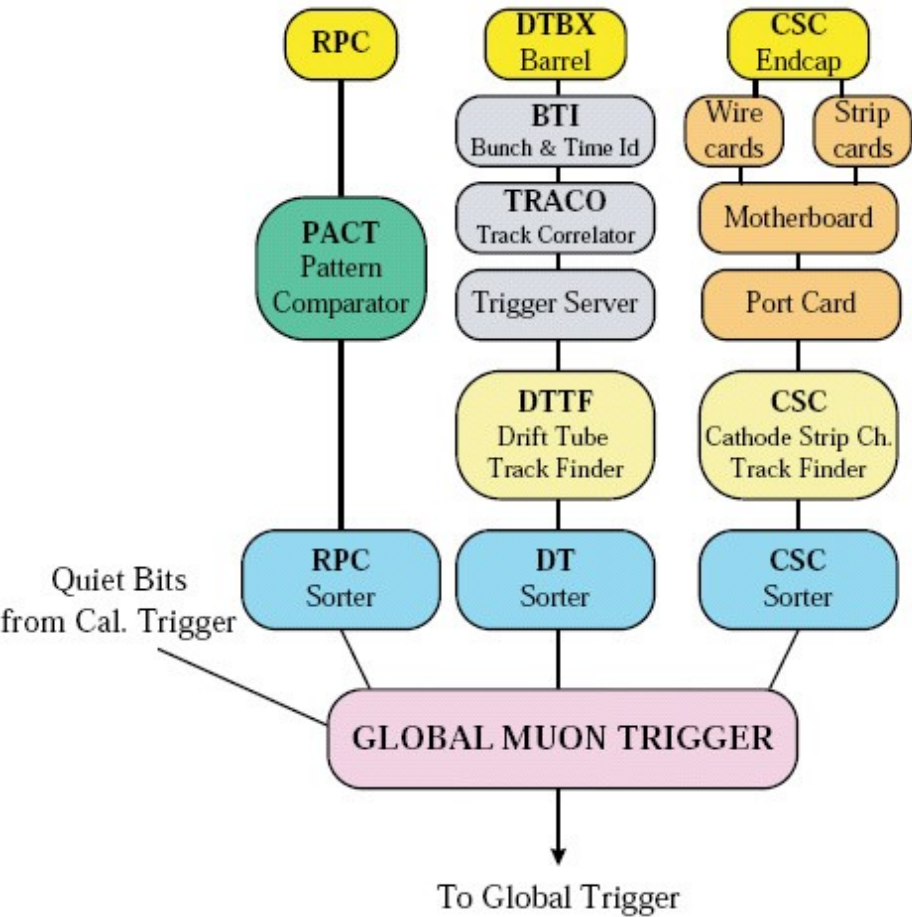 RPC
DTBX
Barrel
CSC
Endcap
BTI
Bunch & Time Id
Wire
cards
Strip
cards
PACT
Pattern
Comparator
TRACO
Track Correlator
Motherboard
Trigger Server
Port Card
DTTF
Drift Tube
Track Finder
CSC
Cathode Strip Ch.
Track Finder
Quiet Bits
from Cal. Trigger
RPC
Sorter
DT
Sorter
CSC
Sorter
GLOBAL MUON TRIGGER
To Global Trigger